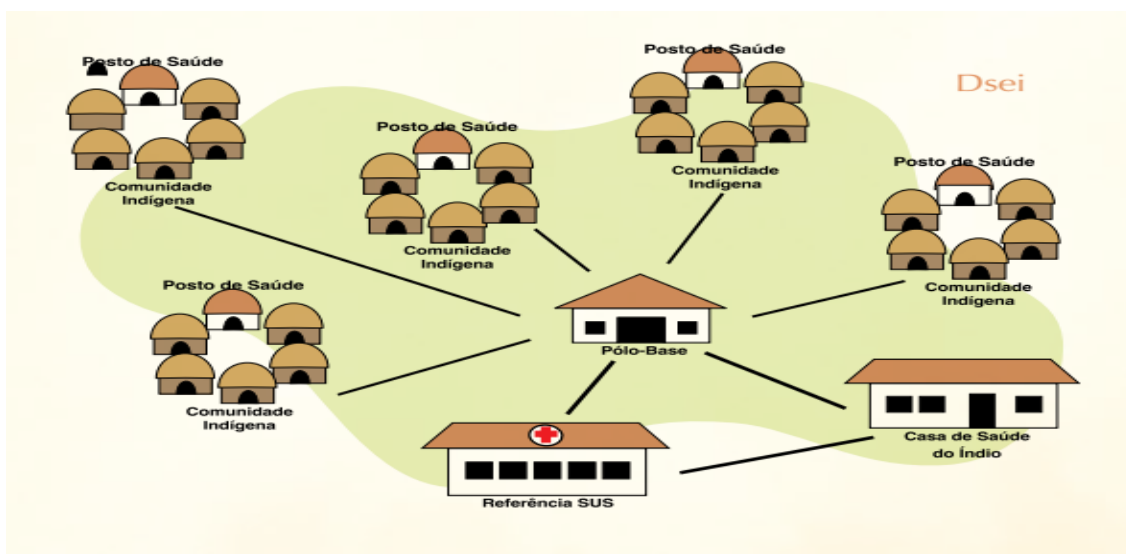 Posto de Saúde
Comunidade
Indígena
Posto de Saúde
Comunidade
Indígena
Posto de Saúde
Comunidade
Indígena
Dsei
Posto de Saúde
Comunidade
Indígena
Posto de Saúde
Comunidade
Indígena
Pólo-Base
Casa de Saúde
do Índio
Referência SUS